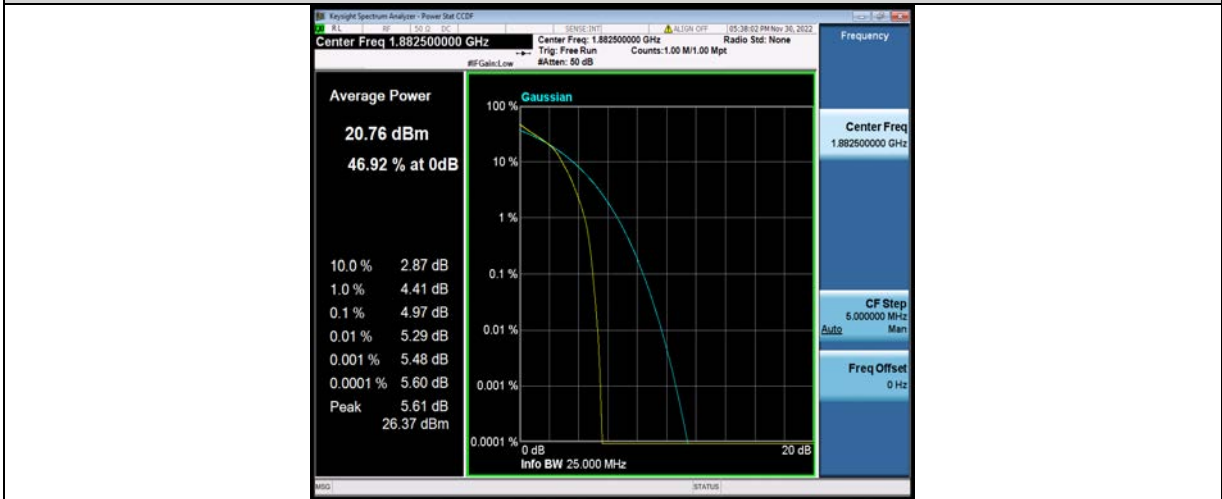 Keysight Spectrum Analyzer - Power Stat CCDF
RL RF 50 Ω DC SENSE:INT ALIGN OFF 05:38:02 PM Nov 30, 2022
Center Freq 1.882500000 GHz
Center Freq: 1.882500000 GHz Radio Std: None
Trig: Free Run Counts:1.00 M/1.00 Mpt
#IFGain:Low #Atten: 50 dB
Frequency
Average Power
20.76 dBm
46.92 % at 0dB
10.0 % 2.87 dB
1.0 % 4.41 dB
0.1 % 4.97 dB
0.01 % 5.29 dB
0.001 % 5.48 dB
0.0001 % 5.60 dB
Peak 5.61 dB
26.37 dBm
Gaussian
100 %
10 %
1 %
0.1 %
0.01 %
0.001 %
0.0001 %
0 dB 20 dB
Info BW 25.000 MHz
Center Freq
1.882500000 GHz
CF Step
5.000000 MHz
Auto Man
Freq Offset
0 Hz
MSG STATUS